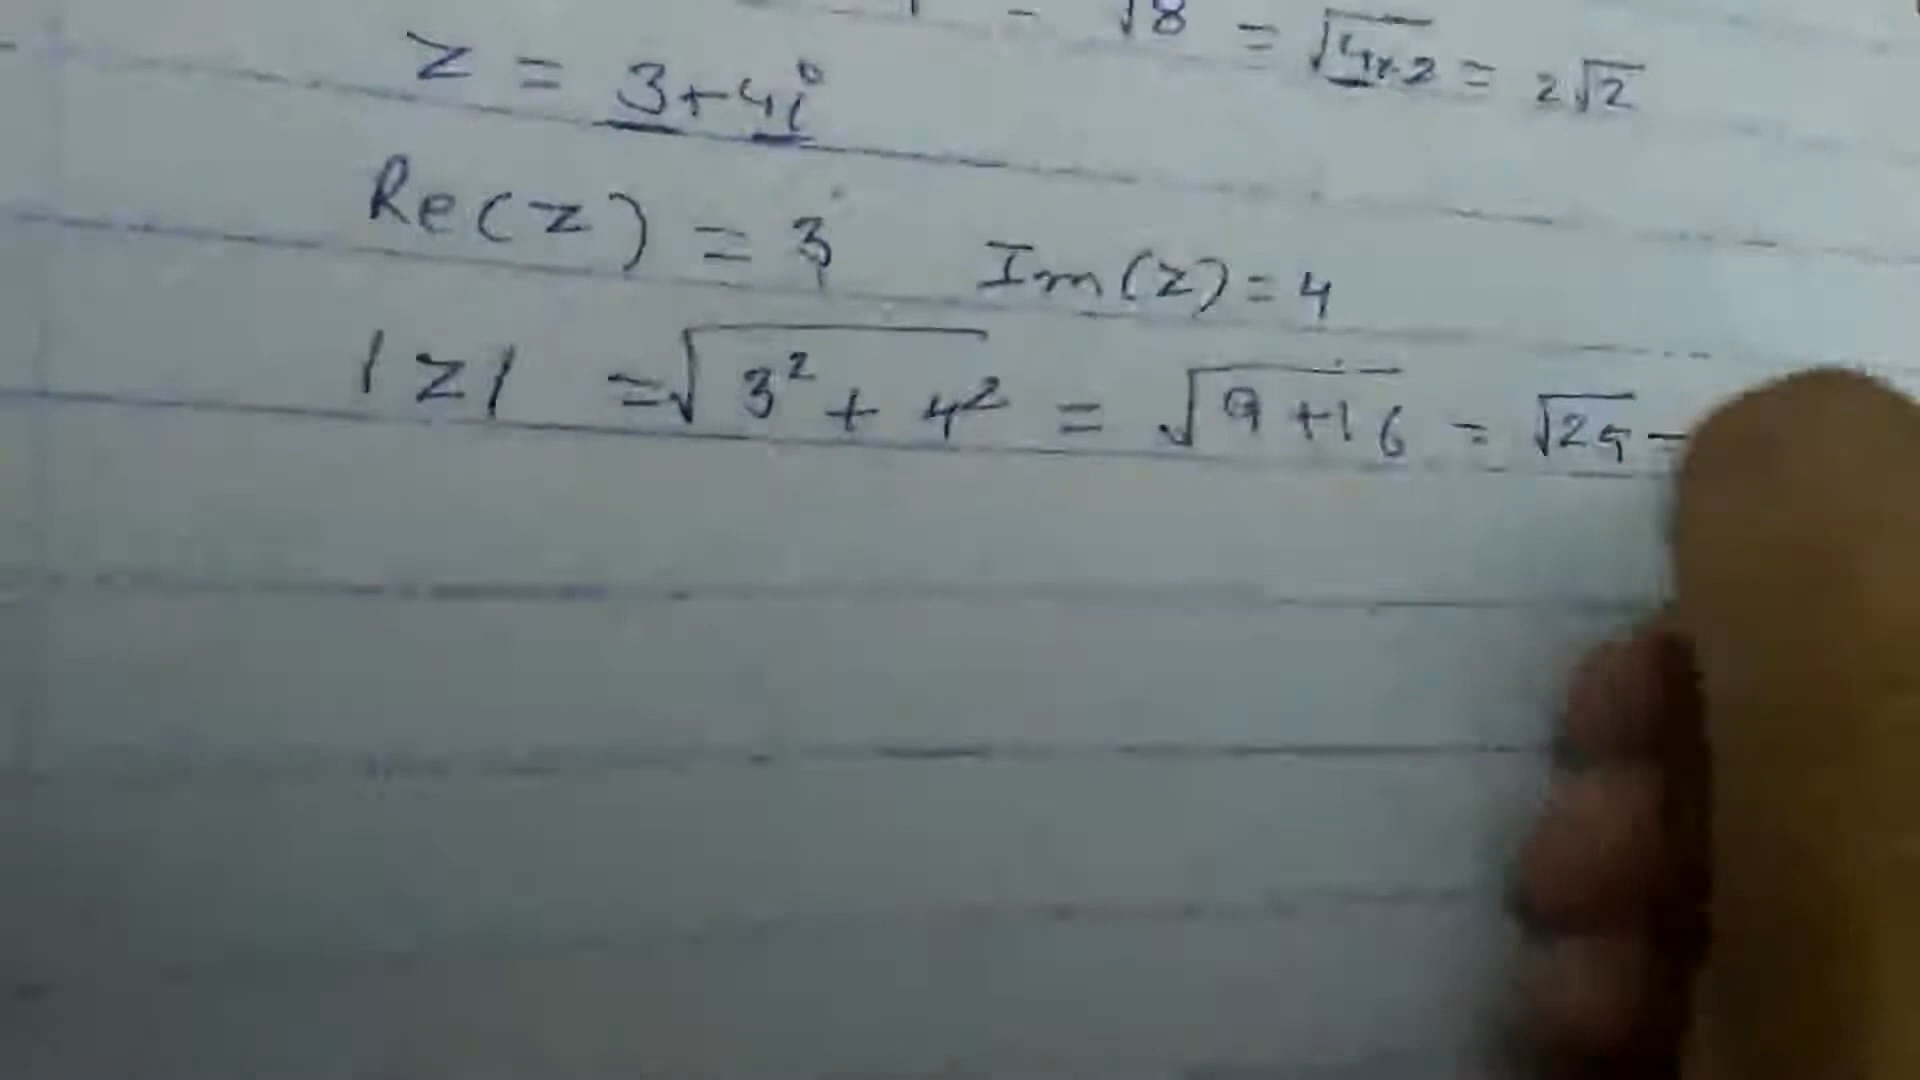 √8 = √4×2 = 2√2
z = 3+4i
Re(z) = 3 Im(z) = 4
|z| = √3² + 4² = √9+16 = √25 =